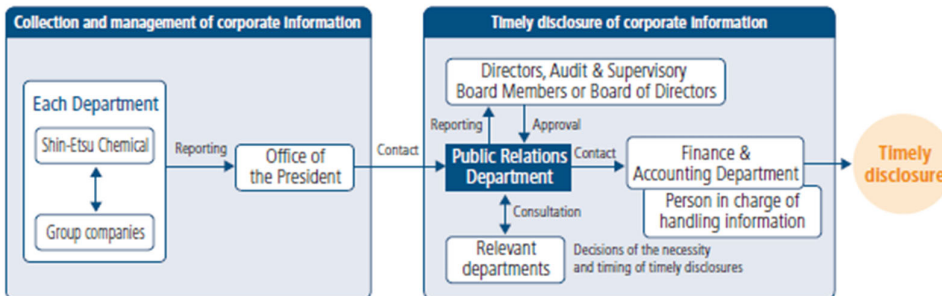 Collection and management of corporate information
Each Department
Shin-Etsu Chemical
Group companies
Reporting
Office of
the President
Contact
Timely disclosure of corporate information
Directors, Audit & Supervisory
Board Members or Board of Directors
Reporting
Approval
Public Relations
Department
Contact
Finance &
Accounting Department
Person in charge of
handling information
Consultation
Relevant
departments
Decisions of the necessity
and timing of timely disclosures
Timely
disclosure